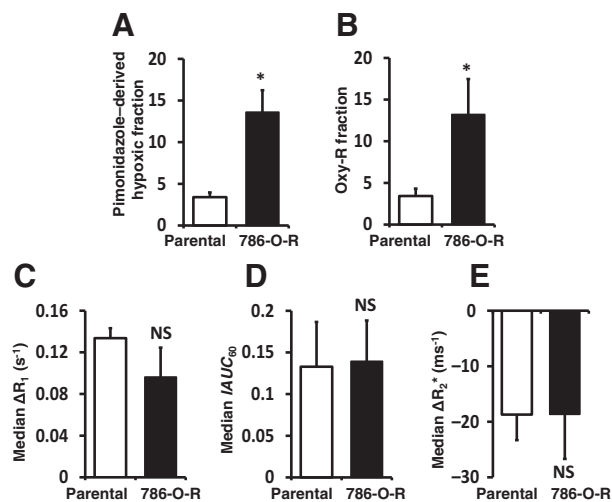 A
Pimonidazole–derived
hypoxic fraction
20
15
10
5
0
*
Parental 786-O-R
B
Oxy-R fraction
20
15
10
5
0
*
Parental 786-O-R
C
Median ΔR1 (s-1)
0.16
0.12
0.08
0.04
0
NS
Parental 786-O-R
D
Median IAUC60
0.2
0.15
0.1
0.05
0
NS
Parental 786-O-R
E
Median ΔR2* (ms-1)
0
–10
–20
–30
NS
Parental 786-O-R